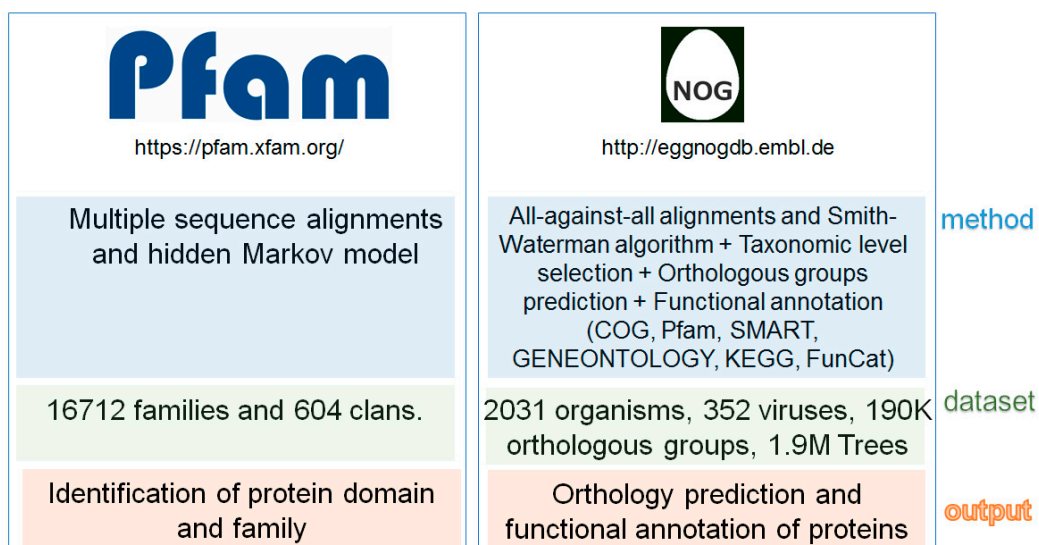 Pfam
https://pfam.xfam.org/
Multiple sequence alignments
and hidden Markov model
16712 families and 604 clans.
Identification of protein domain
and family
NOG
http://eggnogdb.embl.de
All-against-all alignments and Smith-
Waterman algorithm + Taxonomic level
selection + Orthologous groups
prediction + Functional annotation
(COG, Pfam, SMART,
GENEONTOLOGY, KEGG, FunCat)
2031 organisms, 352 viruses, 190K
orthologous groups, 1.9M Trees
Orthology prediction and
functional annotation of proteins
method
dataset
output